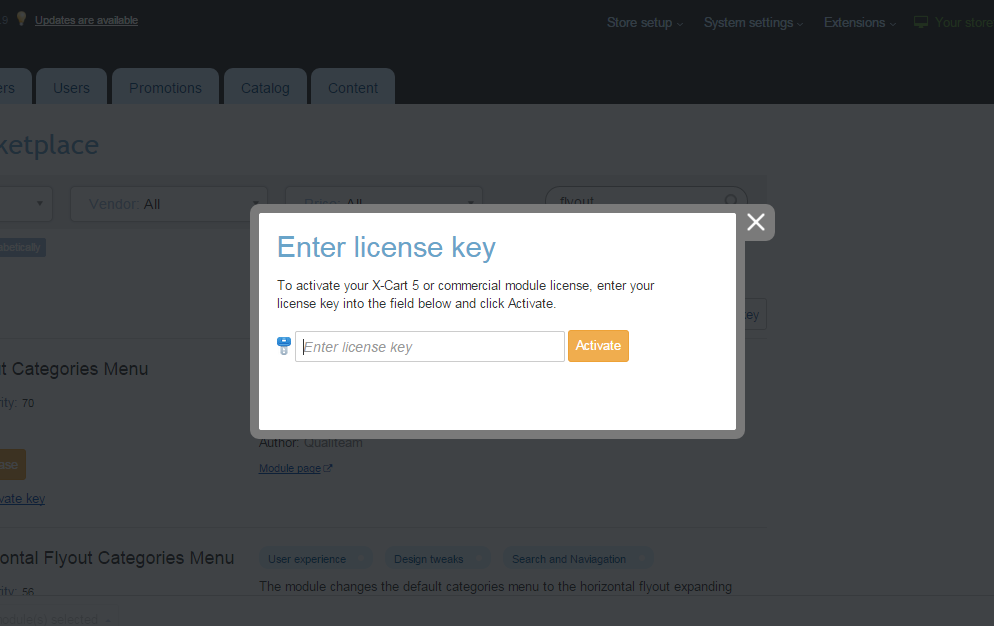 .9 Updates are available
Store setup System settings Extensions Your store
ers Users Promotions Catalog Content
ketplace
Vendor: All Price: All flyout
abetically
Enter license key
To activate your X-Cart 5 or commercial module license, enter your
license key into the field below and click Activate.
Enter license key Activate
key
t Categories Menu
rity: 70
Author: Qualiteam
ase
Module page
vate key
ontal Flyout Categories Menu User experience Design tweaks Search and Naviagation
rity: 56 The module changes the default categories menu to the horizontal flyout expanding
module(s) selected